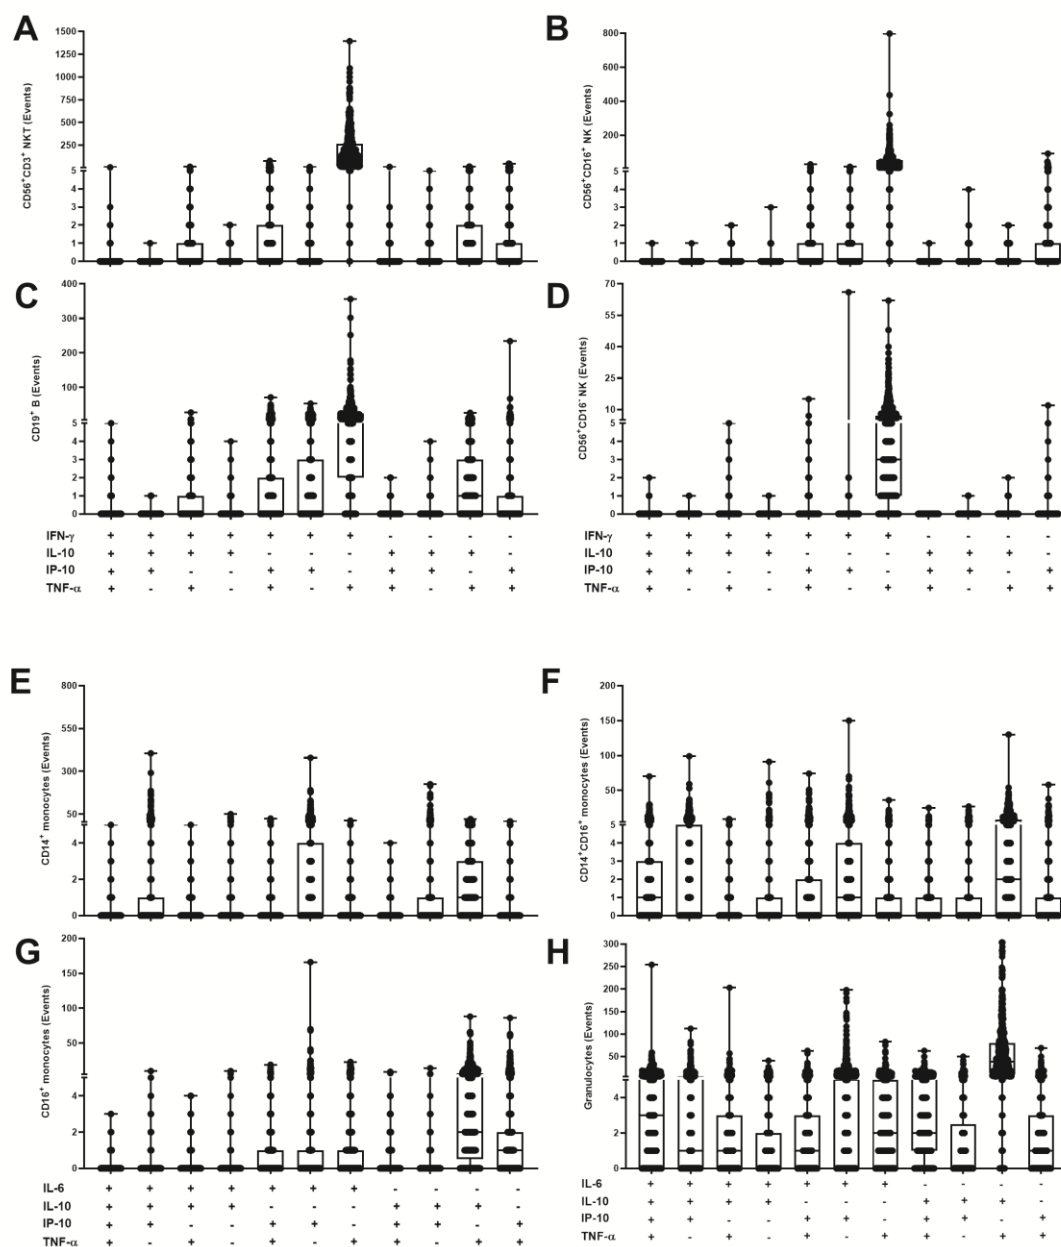 A
CD56⁺CD3⁺ NKT (Events)
1500
1250
1000
750
500
250
5
4
3
2
1
0
B
CD56⁺CD16⁺ NK (Events)
800
600
400
200
5
4
3
2
1
0
C
CD19⁺ B (Events)
400
300
200
100
5
4
3
2
1
0
IFN-γ + + + + + + + - - - -
IL-10 + + + + - - - + + + -
IP-10 + + - - + + - + + - +
TNF-α + - + - + - + + - + +
D
CD56⁺CD16⁻ NK (Events)
70
55
40
25
10
5
4
3
2
1
0
IFN-γ + + + + + + + - - - -
IL-10 + + + + - - - + + + -
IP-10 + + - - + + - + + - +
TNF-α + - + - + - + + - + +
E
CD14⁺ monocytes (Events)
800
550
300
50
4
3
2
1
0
F
CD14⁺CD16⁺ monocytes (Events)
200
150
100
50
5
4
3
2
1
0
G
CD16⁺ monocytes (Events)
200
150
100
50
4
2
0
IL-6 + + + + + + + - - - -
IL-10 + + + + - - - + + + -
IP-10 + + - - + + - + + - +
TNF-α + - + - + - + + - + +
H
Granulocytes (Events)
300
250
200
150
100
50
4
2
0
IL-6 + + + + + + + - - - -
IL-10 + + + + - - - + + + -
IP-10 + + - - + + - + + - +
TNF-α + - + - + - + + - + +